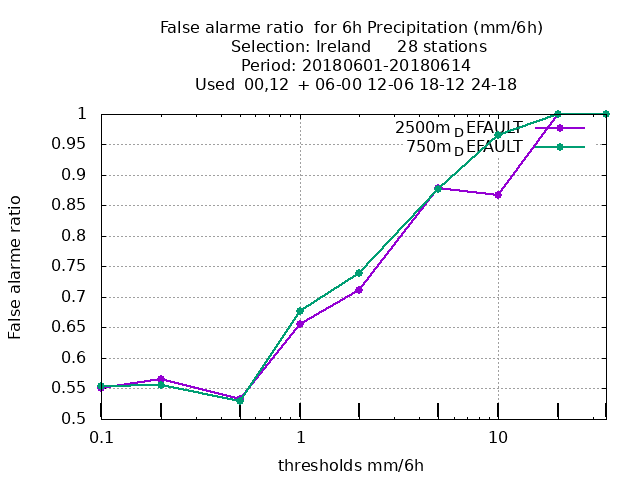 False alarme ratio  for 6h Precipitation (mm/6h)
Selection: Ireland     28 stations
Period: 20180601-20180614
Used  00,12  + 06-00 12-06 18-12 24-18
1
0.95
0.9
0.85
0.8
0.75
0.7
0.65
0.6
0.55
0.5
2500m_DEFAULT
750m_DEFAULT
False alarme ratio
0.1
1
10
thresholds mm/6h